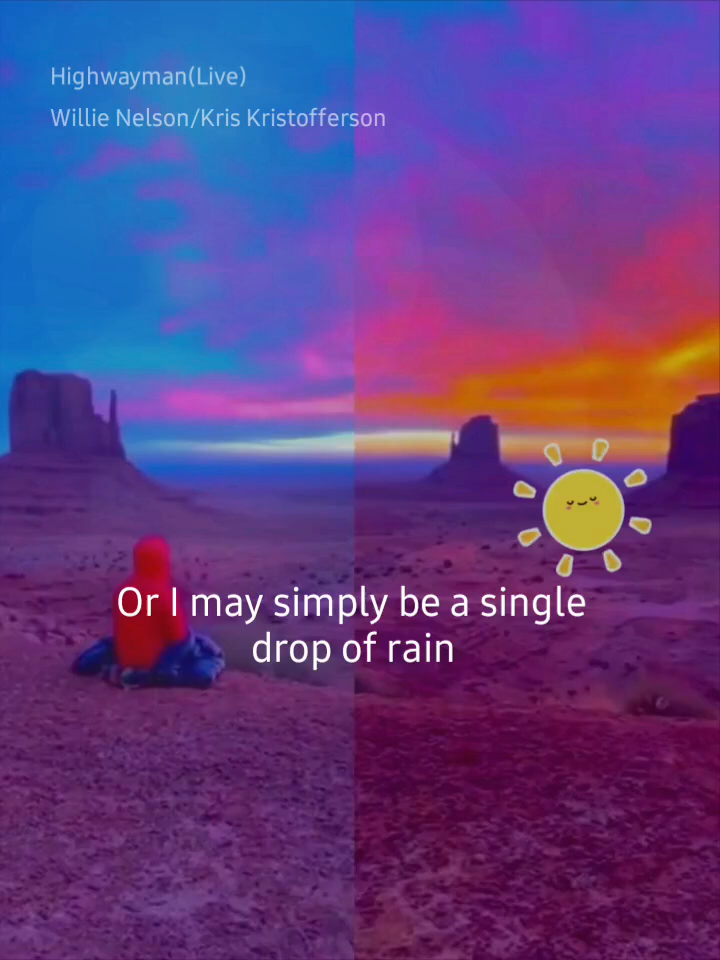 Highwayman(Live)
Willie Nelson/Kris Kristofferson
Or I may simply be a single
drop of rain